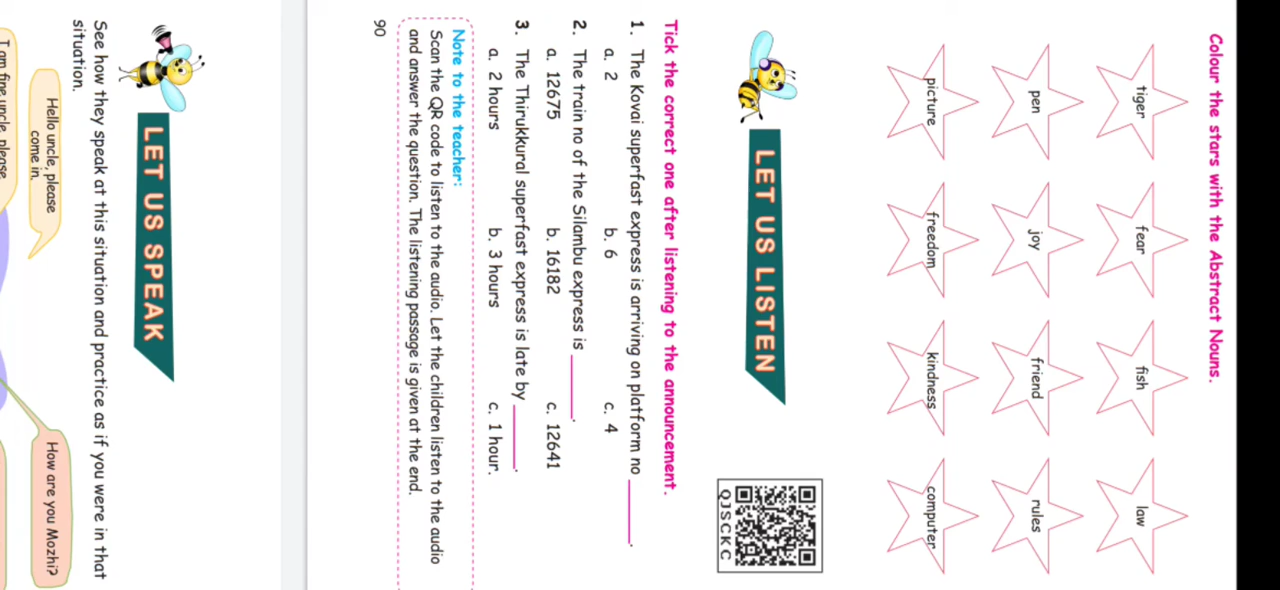 Colour the stars with the Abstract Nouns.
tiger fear fish law
pen joy friend rules
picture freedom kindness computer
LET US LISTEN
QJSCKC
Tick the correct one after listening to the announcement.
1. The Kovai superfast express is arriving on platform no ______.
a. 2 b. 6 c. 4
2. The train no of the Silambu express is ______.
a. 12675 b. 16182 c. 12641
3. The Thirukkural superfast express is late by ______.
a. 2 hours b. 3 hours c. 1 hour.
Note to the teacher:
Scan the QR code to listen to the audio. Let the children listen to the audio
and answer the question. The listening passage is given at the end.
90
LET US SPEAK
See how they speak at this situation and practice as if you were in that
situation.
Hello uncle, please
come in.
How are you Mozhi?
I am fine uncle, please